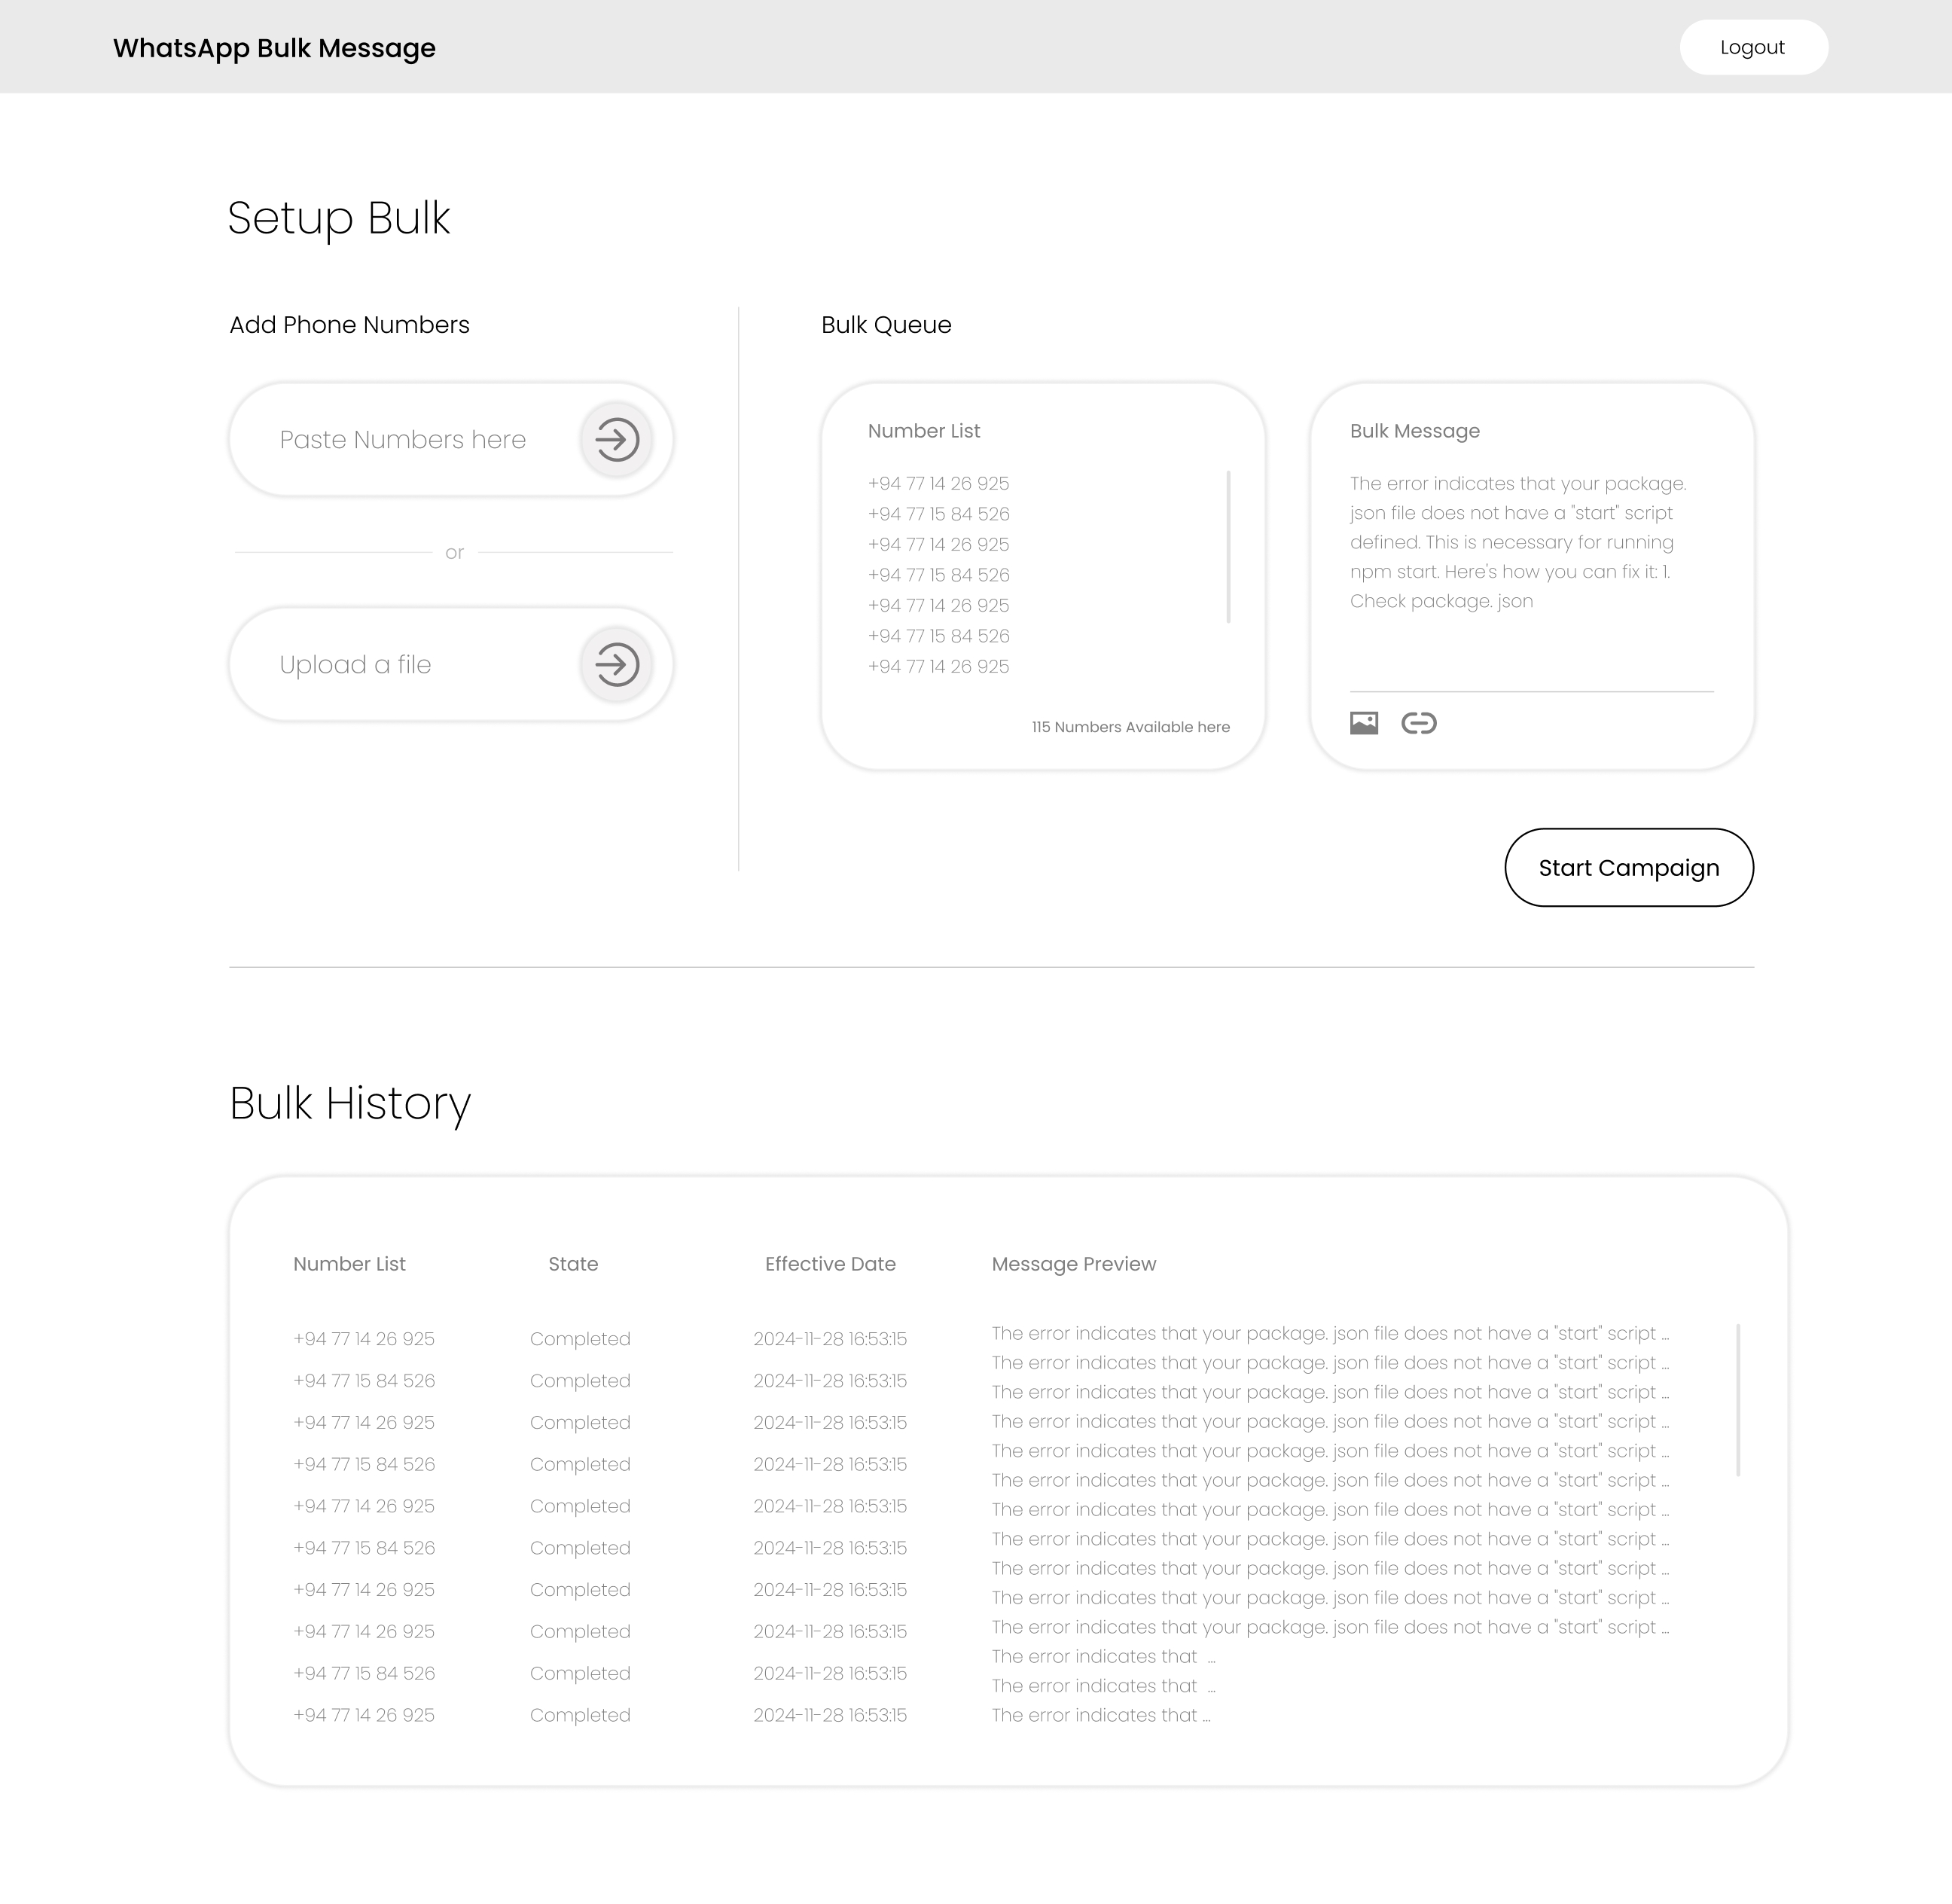 WhatsApp Bulk Message
Logout
Setup Bulk
Add Phone Numbers
Paste Numbers here
or
Upload a file
Bulk Queue
Number List
+94 77 14 26 925
+94 77 15 84 526
+94 77 14 26 925
+94 77 15 84 526
+94 77 14 26 925
+94 77 15 84 526
+94 77 14 26 925
115 Numbers Available here
Bulk Message
The error indicates that your package.
json file does not have a "start" script
defined. This is necessary for running
npm start. Here's how you can fix it: 1.
Check package. json
Start Campaign
Bulk History
Number List
+94 77 14 26 925
+94 77 15 84 526
+94 77 14 26 925
+94 77 15 84 526
+94 77 14 26 925
+94 77 15 84 526
+94 77 14 26 925
+94 77 14 26 925
+94 77 15 84 526
+94 77 14 26 925
State
Completed
Completed
Completed
Completed
Completed
Completed
Completed
Completed
Completed
Completed
Effective Date
2024-11-28 16:53:15
2024-11-28 16:53:15
2024-11-28 16:53:15
2024-11-28 16:53:15
2024-11-28 16:53:15
2024-11-28 16:53:15
2024-11-28 16:53:15
2024-11-28 16:53:15
2024-11-28 16:53:15
2024-11-28 16:53:15
Message Preview
The error indicates that your package. json file does not have a "start" script ...
The error indicates that your package. json file does not have a "start" script ...
The error indicates that your package. json file does not have a "start" script ...
The error indicates that your package. json file does not have a "start" script ...
The error indicates that your package. json file does not have a "start" script ...
The error indicates that your package. json file does not have a "start" script ...
The error indicates that your package. json file does not have a "start" script ...
The error indicates that your package. json file does not have a "start" script ...
The error indicates that your package. json file does not have a "start" script ...
The error indicates that your package. json file does not have a "start" script ...
The error indicates that your package. json file does not have a "start" script ...
The error indicates that ...
The error indicates that ...
The error indicates that ...